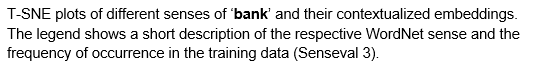 T-SNE plots of different senses of ‘bank’ and their contextualized embeddings.
The legend shows a short description of the respective WordNet sense and the
frequency of occurrence in the training data (Senseval 3).